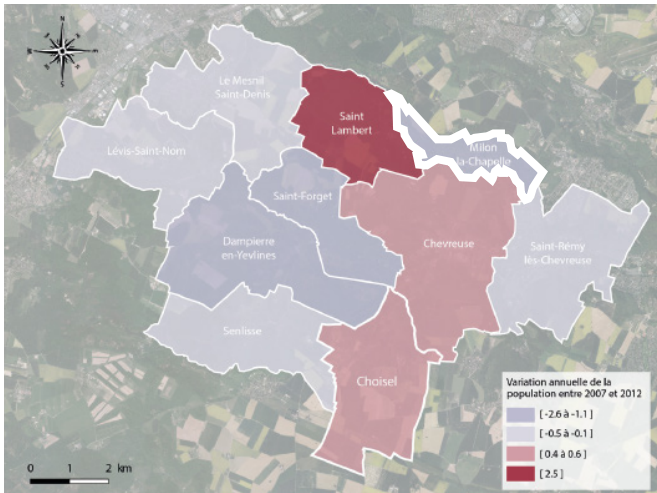 N
S
Le Mesnil
Saint-Denis
Saint
Lambert
Milon
la-Chapelle
Lévis-Saint-Nom
Saint-Forget
Dampierre
en-Yevlines
Chevreuse
Saint-Rémy
lès-Chevreuse
Senlisse
Choisel
Variation annuelle de la
population entre 2007 et 2012
[ -2.6 à -1.1 ]
[ -0.5 à -0.1 ]
[ 0.4 à 0.6 ]
[ 2.5 ]
0 1 2 km